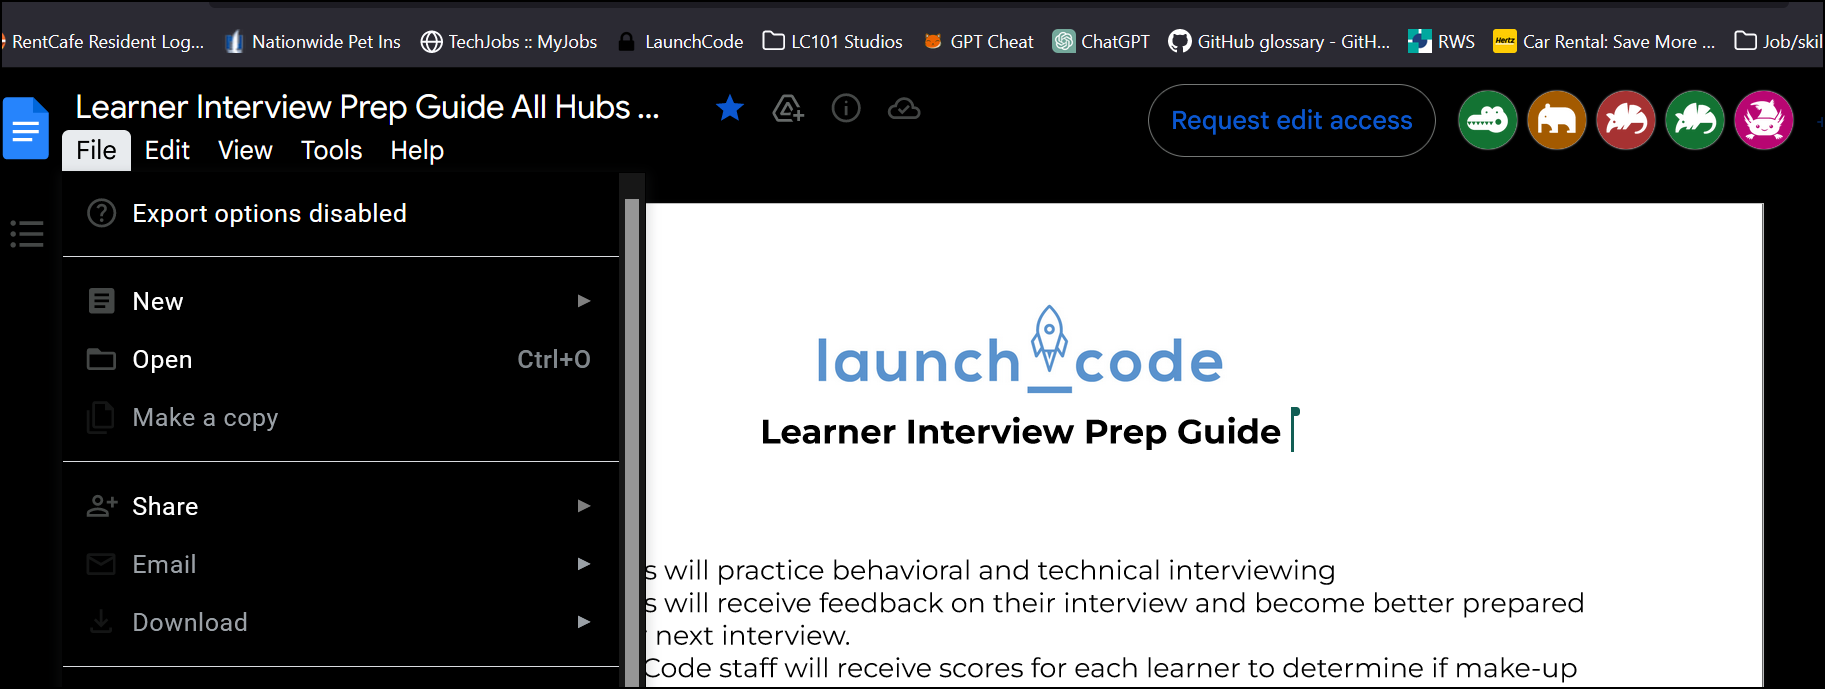 RentCafe Resident Log... Nationwide Pet Ins TechJobs :: MyJobs LaunchCode LC101 Studios GPT Cheat ChatGPT GitHub glossary - GitH... RWS Hertz Car Rental: Save More ... Job/skil
Learner Interview Prep Guide All Hubs ...
Request edit access
File Edit View Tools Help
Export options disabled
New
Open Ctrl+O
Make a copy
Share
Email
Download
launch_code
Learner Interview Prep Guide
s will practice behavioral and technical interviewing
s will receive feedback on their interview and become better prepared
next interview.
Code staff will receive scores for each learner to determine if make-up